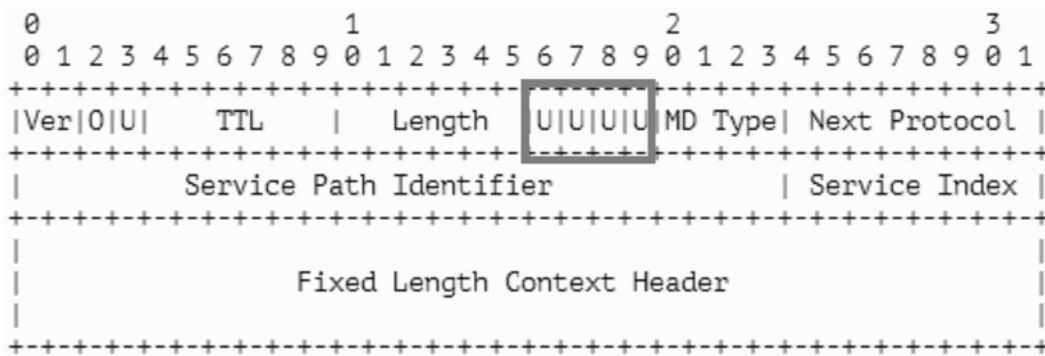 0                   1                   2                   3
0 1 2 3 4 5 6 7 8 9 0 1 2 3 4 5 6 7 8 9 0 1 2 3 4 5 6 7 8 9 0 1
+-+-+-+-+-+-+-+-+-+-+-+-+-+-+-+-+-+-+-+-+-+-+-+-+-+-+-+-+-+-+-+-+
|Ver|O|U|    TTL    |   Length  |U|U|U|U|MD Type| Next Protocol |
+-+-+-+-+-+-+-+-+-+-+-+-+-+-+-+-+-+-+-+-+-+-+-+-+-+-+-+-+-+-+-+-+
|          Service Path Identifier              | Service Index |
+-+-+-+-+-+-+-+-+-+-+-+-+-+-+-+-+-+-+-+-+-+-+-+-+-+-+-+-+-+-+-+-+
|                                                               |
|                 Fixed Length Context Header                   |
|                                                               |
+-+-+-+-+-+-+-+-+-+-+-+-+-+-+-+-+-+-+-+-+-+-+-+-+-+-+-+-+-+-+-+-+